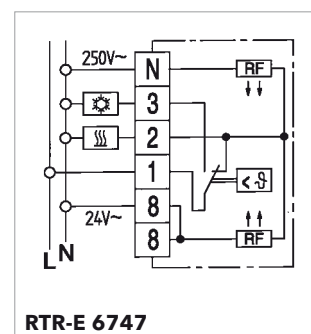 250V~
N
RF
3
2
1
< ϑ
8
24V~
8
RF
L N
RTR-E 6747